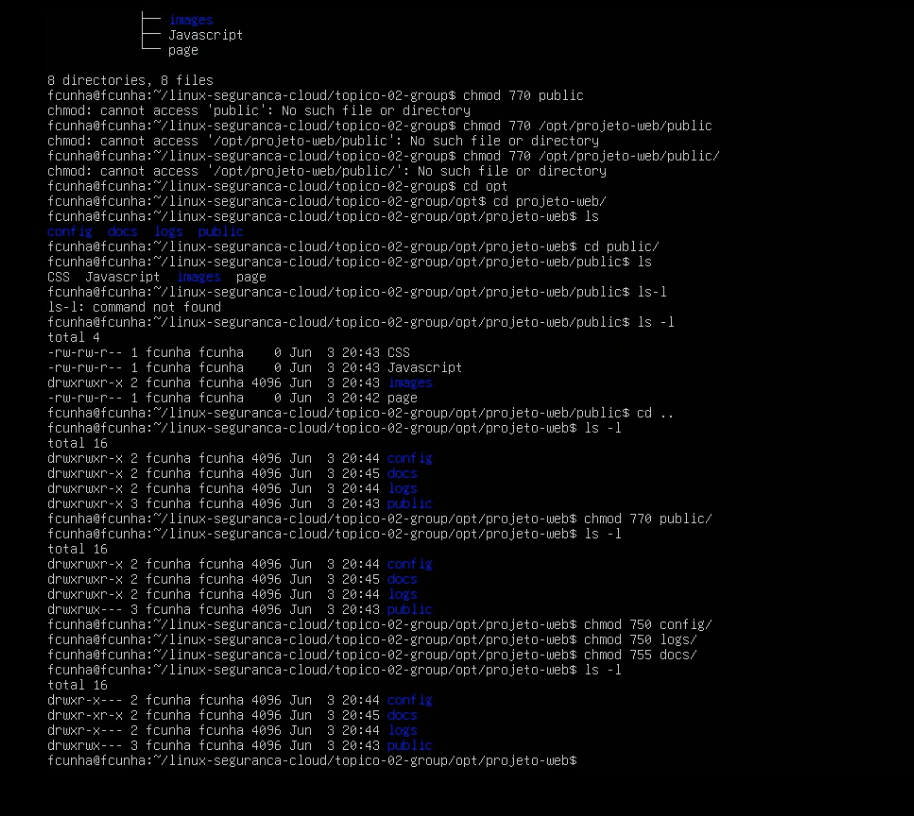 ├── images
├── Javascript
└── page
8 directories, 8 files
fcunha@fcunha:~/linux-seguranca-cloud/topico-02-group$ chmod 770 public
chmod: cannot access 'public': No such file or directory
fcunha@fcunha:~/linux-seguranca-cloud/topico-02-group$ chmod 770 /opt/projeto-web/public
chmod: cannot access '/opt/projeto-web/public': No such file or directory
fcunha@fcunha:~/linux-seguranca-cloud/topico-02-group$ chmod 770 /opt/projeto-web/public/
chmod: cannot access '/opt/projeto-web/public/': No such file or directory
fcunha@fcunha:~/linux-seguranca-cloud/topico-02-group$ cd opt
fcunha@fcunha:~/linux-seguranca-cloud/topico-02-group/opt$ cd projeto-web/
fcunha@fcunha:~/linux-seguranca-cloud/topico-02-group/opt/projeto-web$ ls
config  docs  logs  public
fcunha@fcunha:~/linux-seguranca-cloud/topico-02-group/opt/projeto-web$ cd public/
fcunha@fcunha:~/linux-seguranca-cloud/topico-02-group/opt/projeto-web/public$ ls
CSS  Javascript  images  page
fcunha@fcunha:~/linux-seguranca-cloud/topico-02-group/opt/projeto-web/public$ ls-l
ls-l: command not found
fcunha@fcunha:~/linux-seguranca-cloud/topico-02-group/opt/projeto-web/public$ ls -l
total 4
-rw-rw-r-- 1 fcunha fcunha    0 Jun  3 20:43 CSS
-rw-rw-r-- 1 fcunha fcunha    0 Jun  3 20:43 Javascript
drwxrwxr-x 2 fcunha fcunha 4096 Jun  3 20:43 images
-rw-rw-r-- 1 fcunha fcunha    0 Jun  3 20:42 page
fcunha@fcunha:~/linux-seguranca-cloud/topico-02-group/opt/projeto-web/public$ cd ..
fcunha@fcunha:~/linux-seguranca-cloud/topico-02-group/opt/projeto-web$ ls -l
total 16
drwxrwxr-x 2 fcunha fcunha 4096 Jun  3 20:44 config
drwxrwxr-x 2 fcunha fcunha 4096 Jun  3 20:45 docs
drwxrwxr-x 2 fcunha fcunha 4096 Jun  3 20:44 logs
drwxrwxr-x 3 fcunha fcunha 4096 Jun  3 20:43 public
fcunha@fcunha:~/linux-seguranca-cloud/topico-02-group/opt/projeto-web$ chmod 770 public/
fcunha@fcunha:~/linux-seguranca-cloud/topico-02-group/opt/projeto-web$ ls -l
total 16
drwxrwxr-x 2 fcunha fcunha 4096 Jun  3 20:44 config
drwxrwxr-x 2 fcunha fcunha 4096 Jun  3 20:45 docs
drwxrwxr-x 2 fcunha fcunha 4096 Jun  3 20:44 logs
drwxrwx--- 3 fcunha fcunha 4096 Jun  3 20:43 public
fcunha@fcunha:~/linux-seguranca-cloud/topico-02-group/opt/projeto-web$ chmod 750 config/
fcunha@fcunha:~/linux-seguranca-cloud/topico-02-group/opt/projeto-web$ chmod 750 logs/
fcunha@fcunha:~/linux-seguranca-cloud/topico-02-group/opt/projeto-web$ chmod 755 docs/
fcunha@fcunha:~/linux-seguranca-cloud/topico-02-group/opt/projeto-web$ ls -l
total 16
drwxr-x--- 2 fcunha fcunha 4096 Jun  3 20:44 config
drwxr-xr-x 2 fcunha fcunha 4096 Jun  3 20:45 docs
drwxr-x--- 2 fcunha fcunha 4096 Jun  3 20:44 logs
drwxrwx--- 3 fcunha fcunha 4096 Jun  3 20:43 public
fcunha@fcunha:~/linux-seguranca-cloud/topico-02-group/opt/projeto-web$